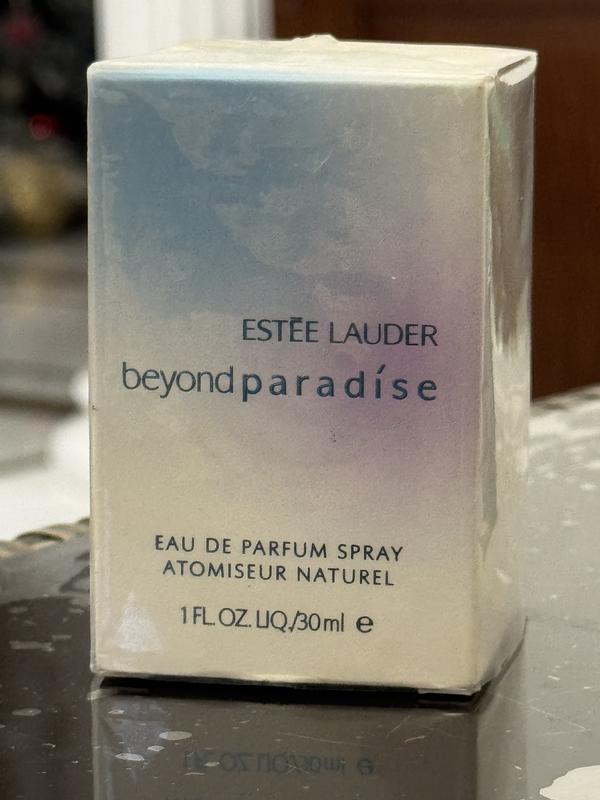 ESTĒE LAUDER
beyondparadíse
EAU DE PARFUM SPRAY
ATOMISEUR NATUREL
1 FL.OZ.LIQ./30ml e